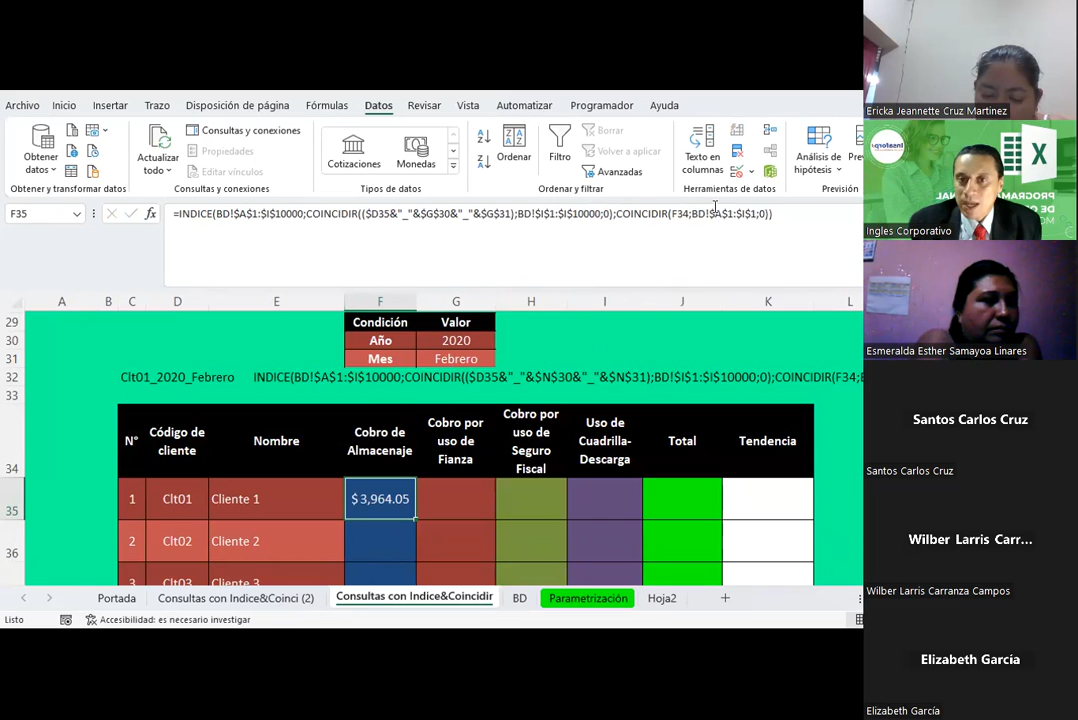 Archivo Inicio Insertar Trazo Disposición de página Fórmulas Datos Revisar Vista Automatizar Programador Ayuda
Obtener datos
Actualizar todo
Consultas y conexiones
Propiedades
Editar vínculos
Cotizaciones
Monedas
Ordenar
Filtro
Borrar
Volver a aplicar
Avanzadas
Texto en columnas
Análisis de hipótesis
Obtener y transformar datos
Consultas y conexiones
Tipos de datos
Ordenar y filtrar
Herramientas de datos
Previsión
F35
fx
=INDICE(BD!$A$1:$I$10000;COINCIDIR(($D35&"_"&$G$30&"_"&$G$31);BD!$I$1:$I$10000;0);COINCIDIR(F34;BD!$A$1:$I$1;0))
A B C D E F G H I J K L
29 Condición Valor
30 Año 2020
31 Mes Febrero
32 Clt01_2020_Febrero INDICE(BD!$A$1:$I$10000;COINCIDIR(($D35&"_"&$N$30&"_"&$N$31);BD!$I$1:$I$10000;0);COINCIDIR(F34;
33
34 N° Código de cliente Nombre Cobro de Almacenaje Cobro por uso de Fianza Cobro por uso de Seguro Fiscal Uso de Cuadrilla-Descarga Total Tendencia
35 1 Clt01 Cliente 1 $ 3,964.05
36 2 Clt02 Cliente 2
3 Clt03 Cliente 3
Portada Consultas con Indice&Coinci (2) Consultas con Indice&Coincidir BD Parametrización Hoja2
Listo Accesibilidad: es necesario investigar
Ericka Jeannette Cruz Martinez
Ingles Corporativo
Esmeralda Esther Samayoa Linares
Santos Carlos Cruz
Santos Carlos Cruz
Wilber Larris Carr...
Wilber Larris Carranza Campos
Elizabeth García
Elizabeth García